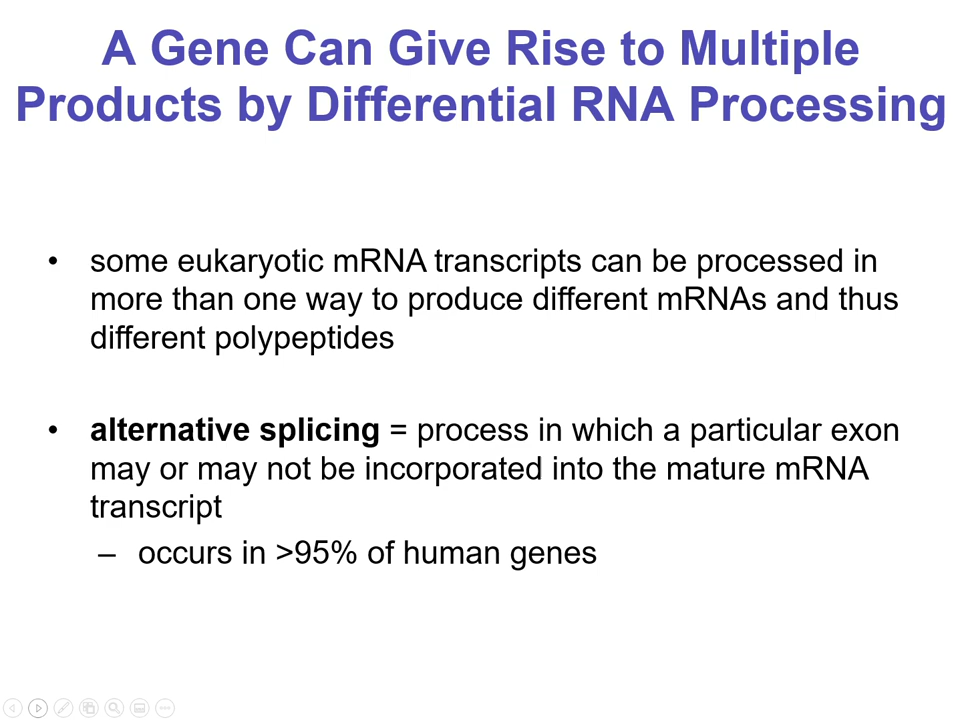 A Gene Can Give Rise to Multiple
Products by Differential RNA Processing
• some eukaryotic mRNA transcripts can be processed in
more than one way to produce different mRNAs and thus
different polypeptides
• alternative splicing = process in which a particular exon
may or may not be incorporated into the mature mRNA
transcript
– occurs in >95% of human genes